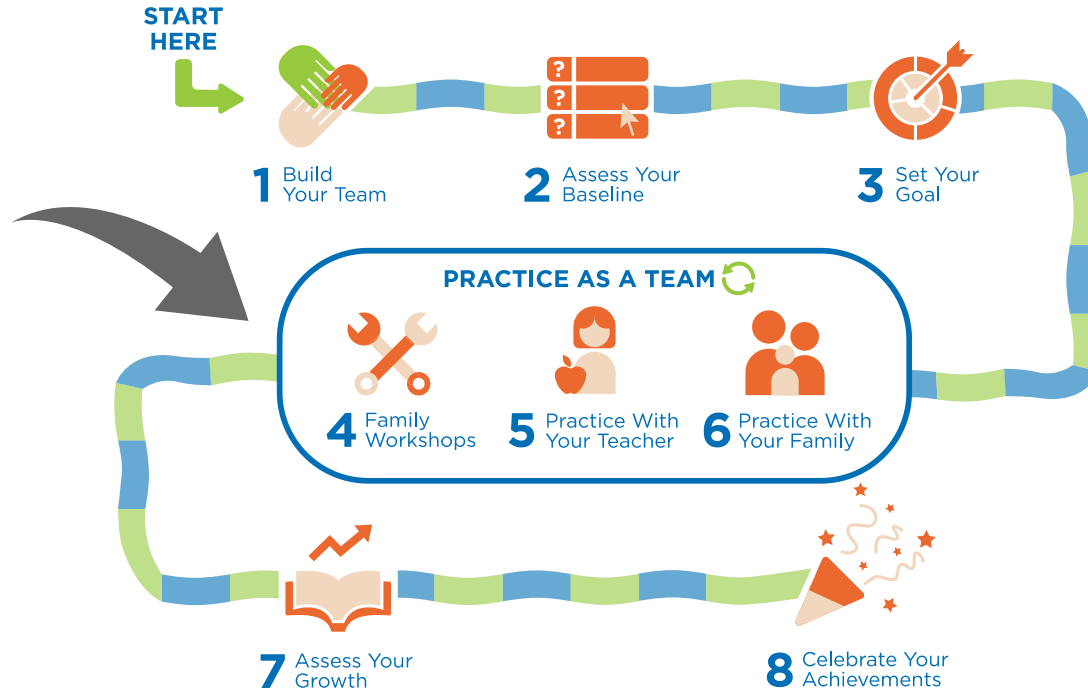 START
HERE
1 Build
Your Team
2 Assess Your
Baseline
3 Set Your
Goal
PRACTICE AS A TEAM
4 Family
Workshops
5 Practice With
Your Teacher
6 Practice With
Your Family
7 Assess Your
Growth
8 Celebrate Your
Achievements
?
?
?